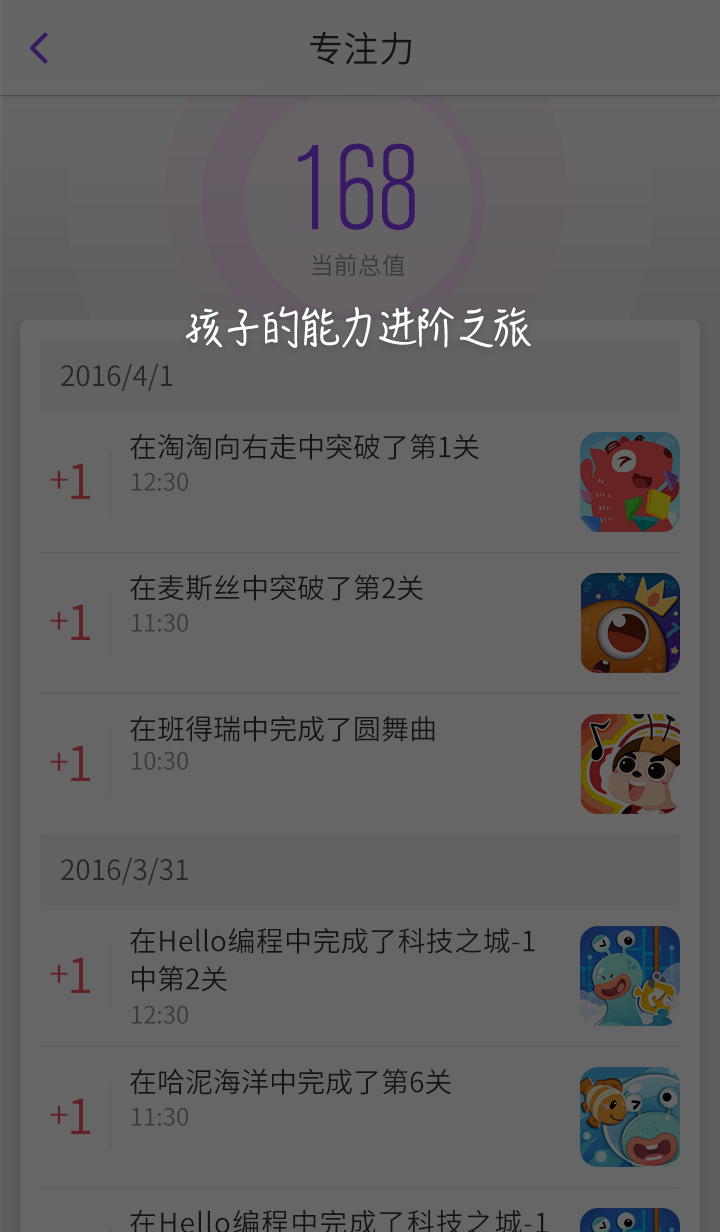 专注力
168
当前总值
孩子的能力进阶之旅
2016/4/1
+1
在淘淘向右走中突破了第1关
12:30
+1
在麦斯丝中突破了第2关
11:30
+1
在班得瑞中完成了圆舞曲
10:30
2016/3/31
+1
在Hello编程中完成了科技之城-1
中第2关
12:30
+1
在哈泥海洋中完成了第6关
11:30
在Hello编程中完成了科技之城-1